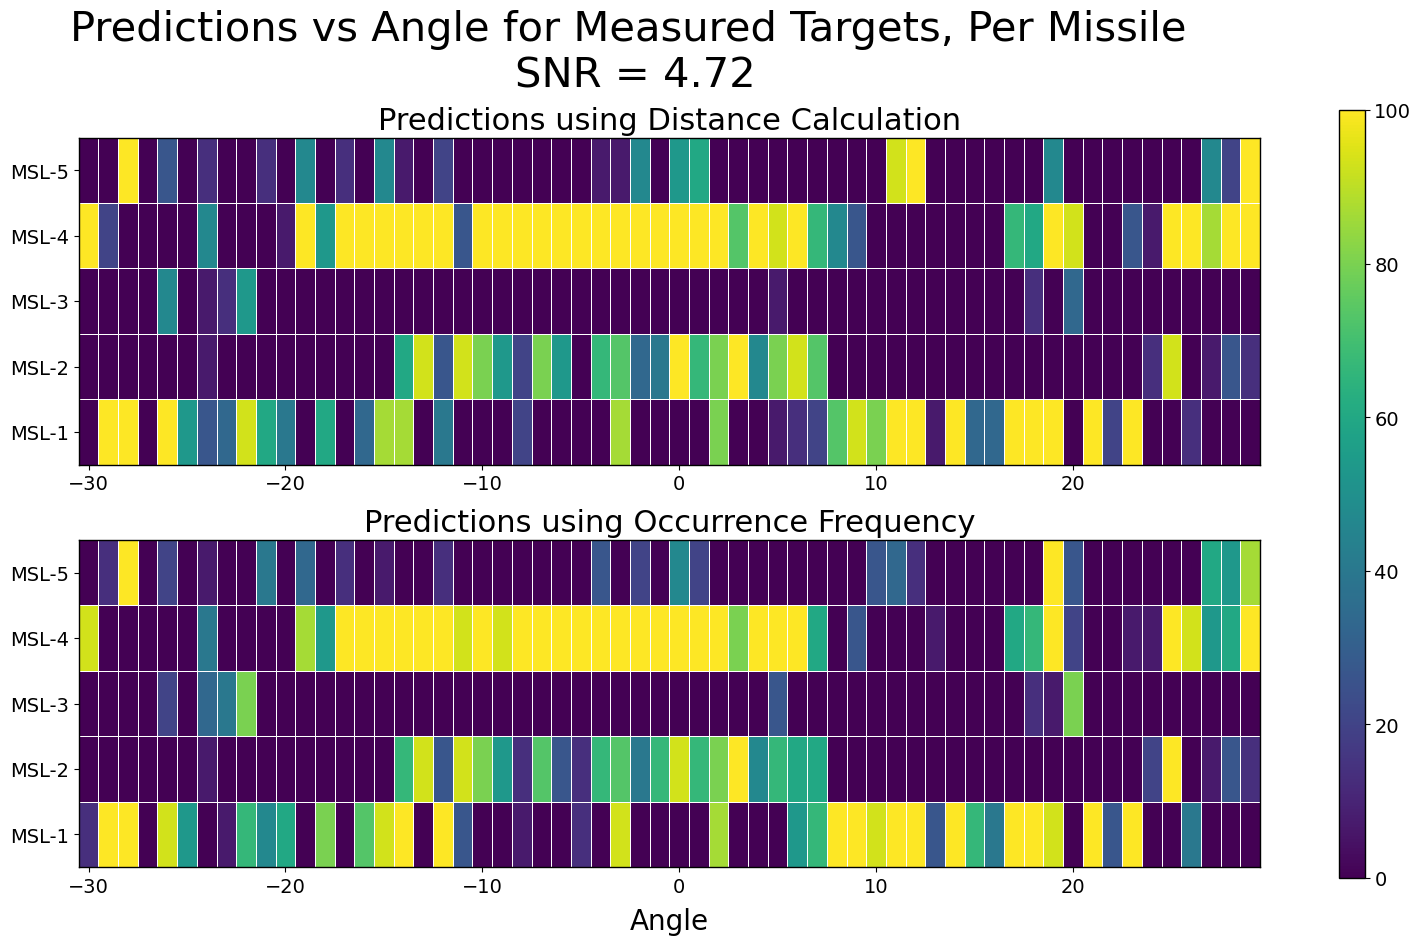 Predictions vs Angle for Measured Targets, Per Missile
SNR = 4.72
Predictions using Distance Calculation
MSL-5
MSL-4
MSL-3
MSL-2
MSL-1
−30 −20 −10 0 10 20
Predictions using Occurrence Frequency
MSL-5
MSL-4
MSL-3
MSL-2
MSL-1
−30 −20 −10 0 10 20
Angle
100
80
60
40
20
0